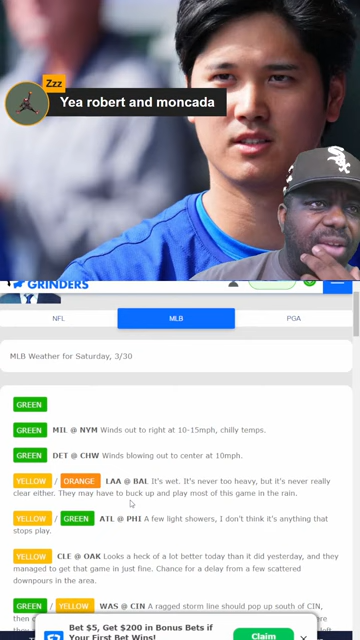 Zzz
Yea robert and moncada
GRINDERS
NFL
MLB
PGA
MLB Weather for Saturday, 3/30
GREEN
GREEN MIL @ NYM Winds out to right at 10-15mph, chilly temps.
GREEN DET @ CHW Winds blowing out to center at 10mph.
YELLOW / ORANGE LAA @ BAL It's wet. It's never too heavy, but it's never really
clear either. They may have to buck up and play most of this game in the rain.
YELLOW / GREEN ATL @ PHI A few light showers, I don't think it's anything that
stops play.
YELLOW CLE @ OAK Looks a heck of a lot better today than it did yesterday, and they
managed to get that game in just fine. Chance for a delay from a few scattered
downpours in the area.
GREEN / YELLOW WAS @ CIN A ragged storm line should pop up south of CIN,
Bet $5, Get $200 in Bonus Bets if
Your First Bet Wins!
Claim